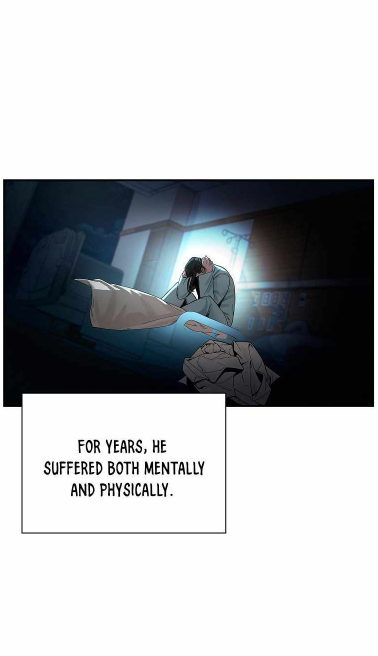 FOR YEARS, HE
SUFFERED BOTH MENTALLY
AND PHYSICALLY.